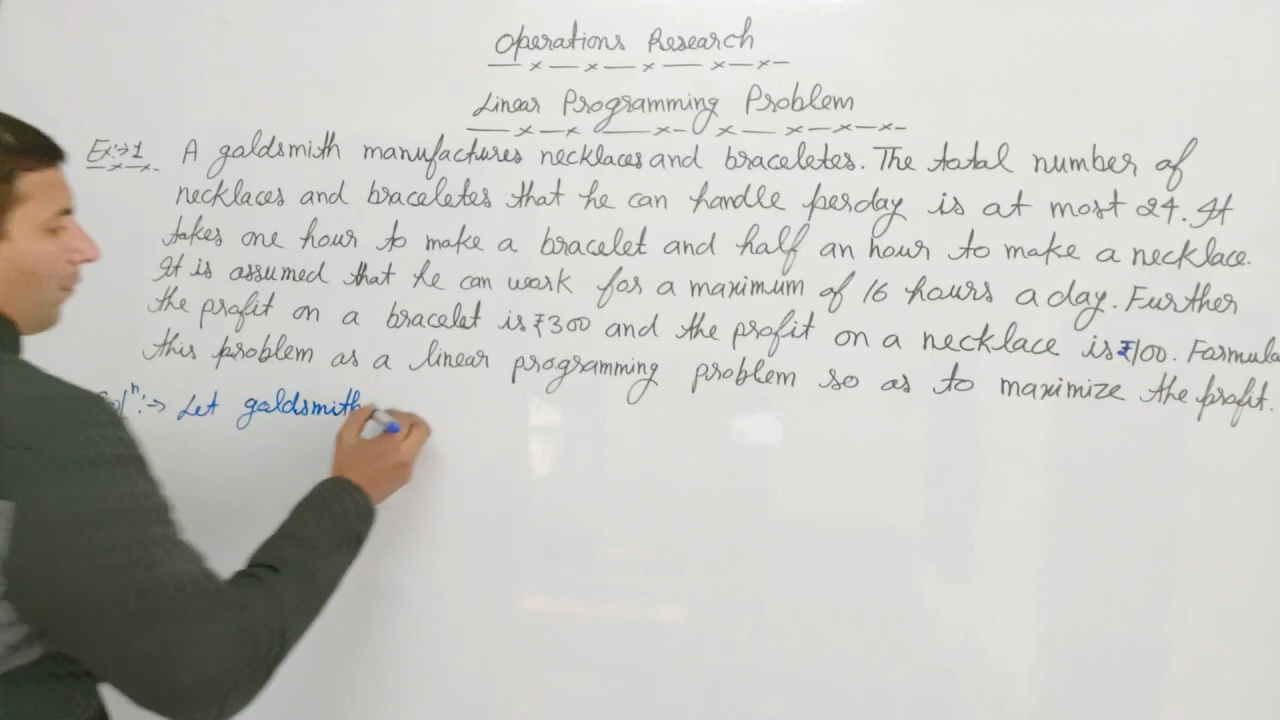 Operations Research
Linear Programming Problem
Ex:→1 A goldsmith manufactures necklaces and braceletes. The total number of
necklaces and braceletes that he can handle perday is at most 24. It
takes one hour to make a bracelet and half an hour to make a necklace.
It is assumed that he can work for a maximum of 16 hours a day. Further
the profit on a bracelet is ₹300 and the profit on a necklace is ₹100. Formula
this problem as a linear programming problem so as to maximize the profit.
Solⁿ:→ Let goldsmith